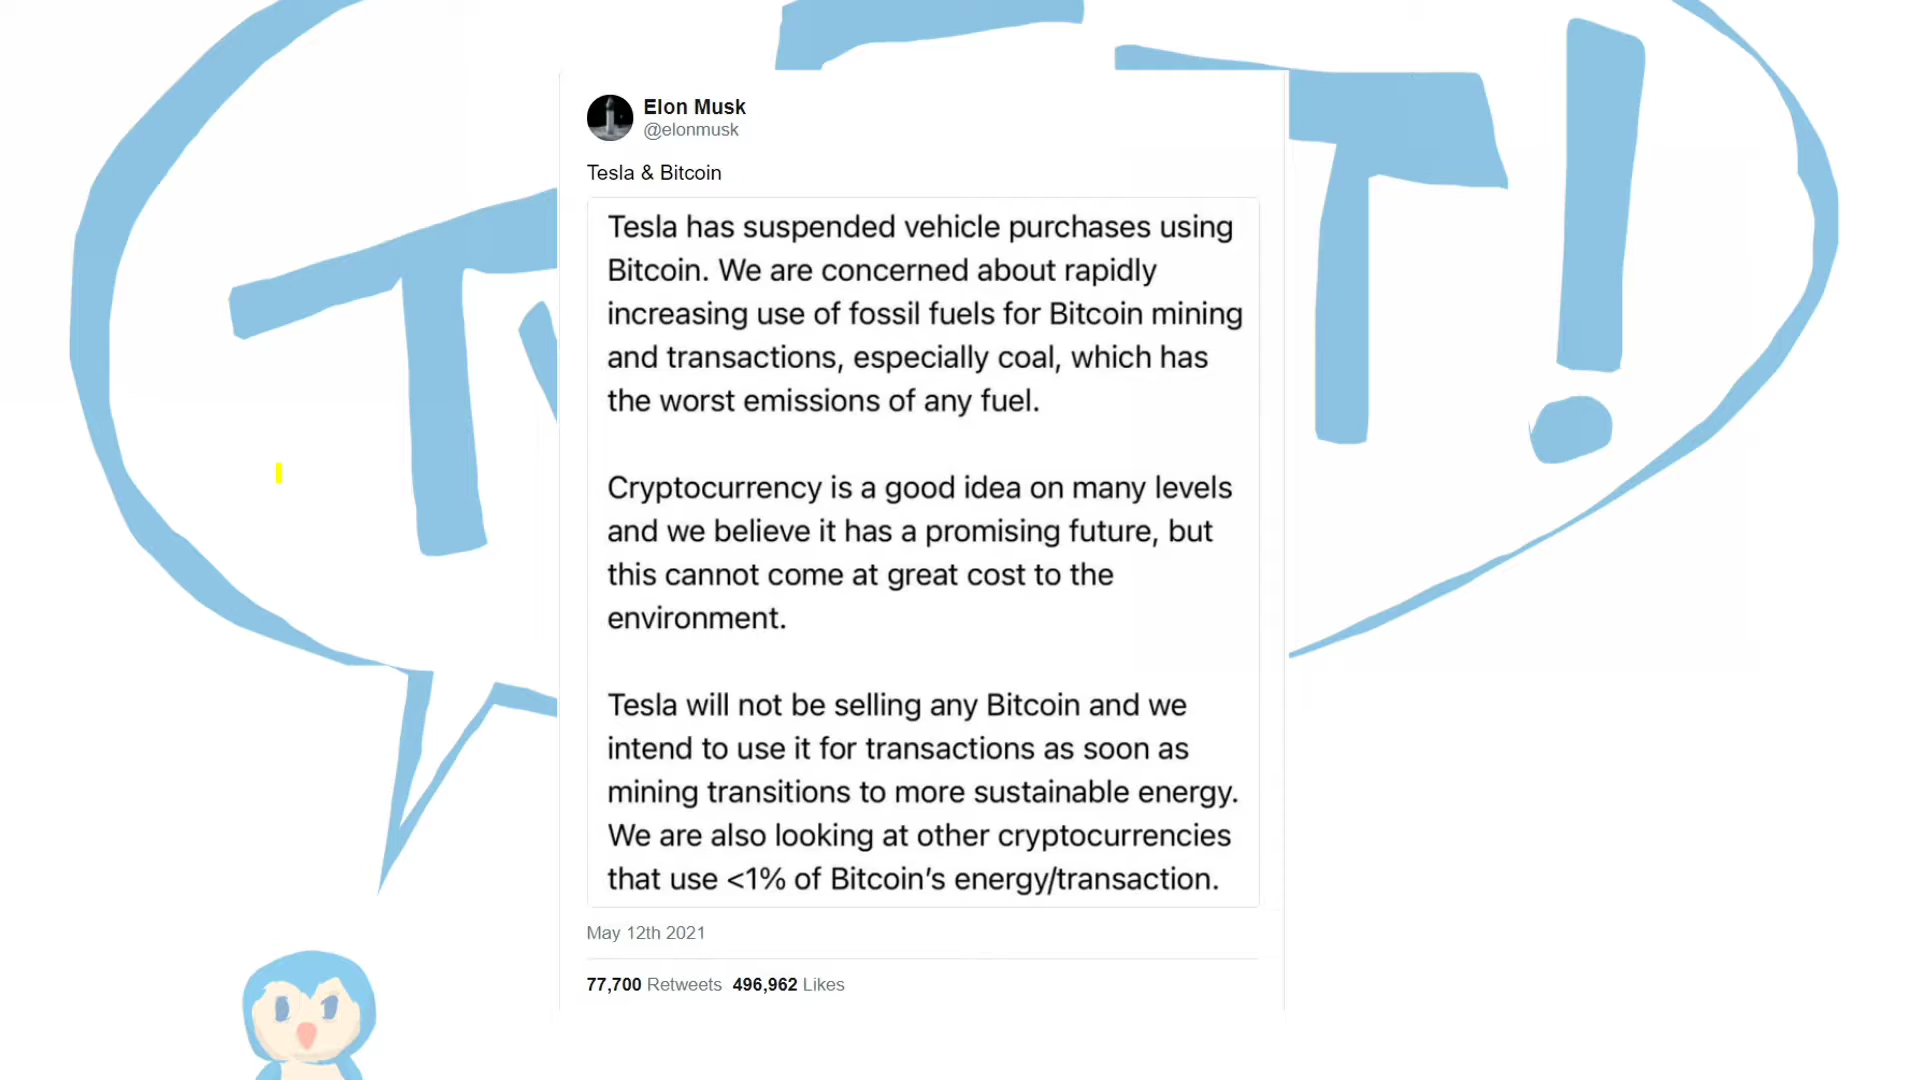 Elon Musk
@elonmusk
Tesla & Bitcoin
Tesla has suspended vehicle purchases using
Bitcoin. We are concerned about rapidly
increasing use of fossil fuels for Bitcoin mining
and transactions, especially coal, which has
the worst emissions of any fuel.
Cryptocurrency is a good idea on many levels
and we believe it has a promising future, but
this cannot come at great cost to the
environment.
Tesla will not be selling any Bitcoin and we
intend to use it for transactions as soon as
mining transitions to more sustainable energy.
We are also looking at other cryptocurrencies
that use <1% of Bitcoin’s energy/transaction.
May 12th 2021
77,700 Retweets 496,962 Likes